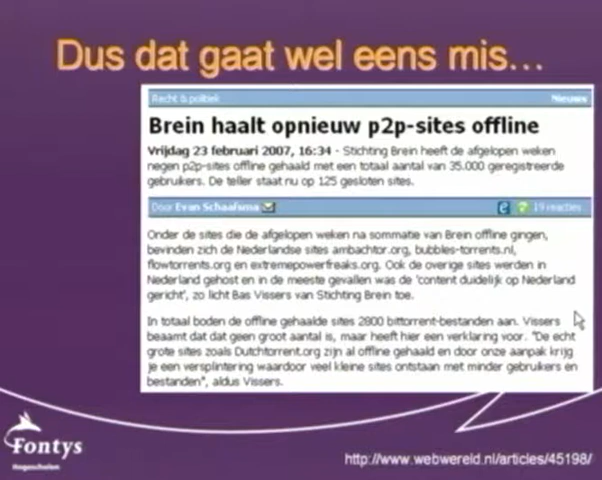 Dus dat gaat wel eens mis...
Recht & politiek
Nieuws
Brein haalt opnieuw p2p-sites offline
Vrijdag 23 februari 2007, 16:34 - Stichting Brein heeft de afgelopen weken
negen p2p-sites offline gehaald met een totaal aantal van 35.000 geregistreerde
gebruikers. De teller staat nu op 125 gesloten sites.
Door Evan Schaafsma
19 reacties
Onder de sites die de afgelopen weken na sommatie van Brein offline gingen,
bevinden zich de Nederlandse sites ambachtor.org, bubbles-torrents.nl,
flowtorrents.org en extremepowerfreaks.org. Ook de overige sites werden in
Nederland gehost en in de meeste gevallen was de 'content duidelijk op Nederland
gericht', zo licht Bas Vissers van Stichting Brein toe.
In totaal boden de offline gehaalde sites 2800 bittorrent-bestanden aan. Vissers
beaamt dat dat geen groot aantal is, maar heeft hier een verklaring voor. "De echt
grote sites zoals Dutchtorrent.org zijn al offline gehaald en door onze aanpak krijg
je een versplintering waardoor veel kleine sites ontstaan met minder gebruikers en
bestanden", aldus Vissers.
Fontys
Hogescholen
http://www.webwereld.nl/articles/45198/